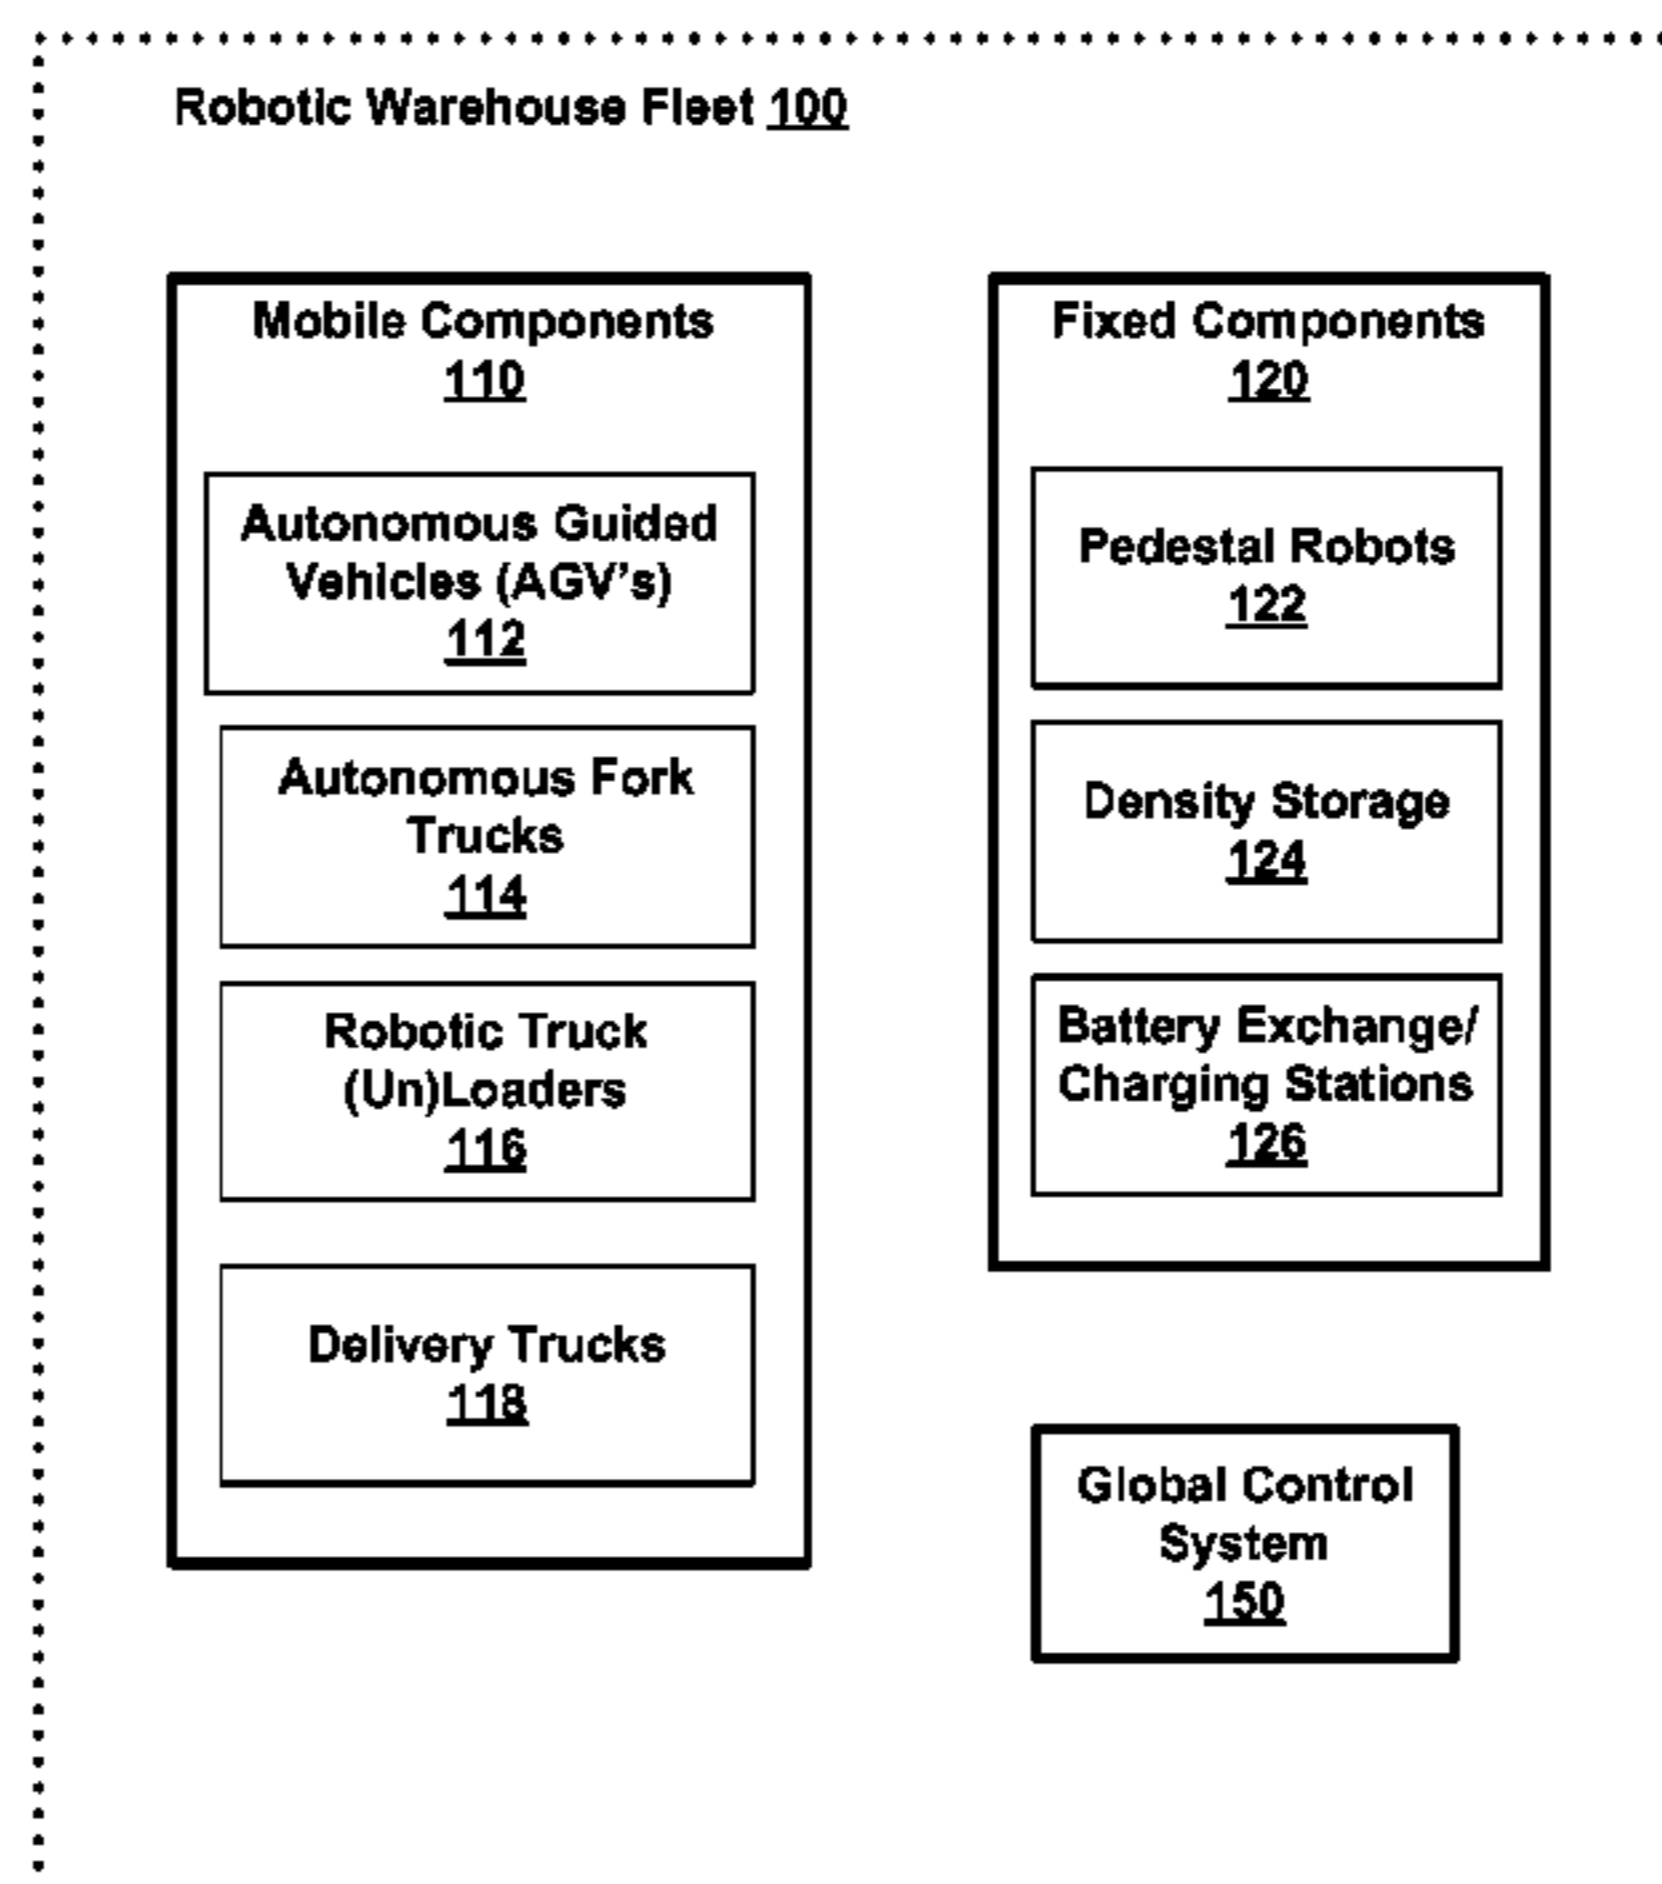 Robotic Warehouse Fleet 100
Mobile Components
110
Autonomous Guided
Vehicles (AGV's)
112
Autonomous Fork
Trucks
114
Robotic Truck
(Un)Loaders
116
Delivery Trucks
118
Fixed Components
120
Pedestal Robots
122
Density Storage
124
Battery Exchange/
Charging Stations
126
Global Control
System
150